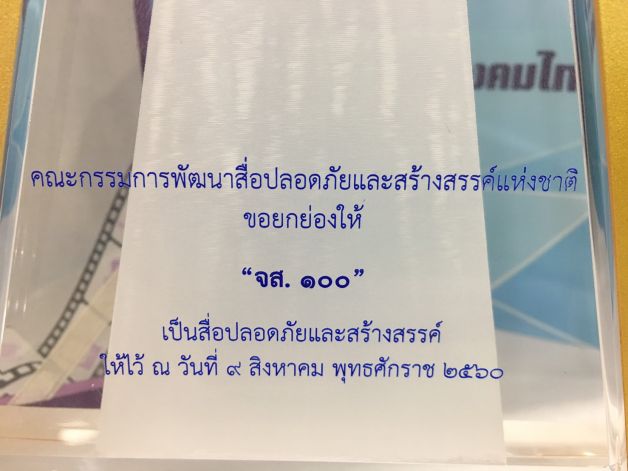 คมไท
คณะกรรมการพัฒนาสื่อปลอดภัยและสร้างสรรค์แห่งชาติ
ขอยกย่องให้
“จส. ๑๐๐”
เป็นสื่อปลอดภัยและสร้างสรรค์
ให้ไว้ ณ วันที่ ๙ สิงหาคม พุทธศักราช ๒๕๖๐